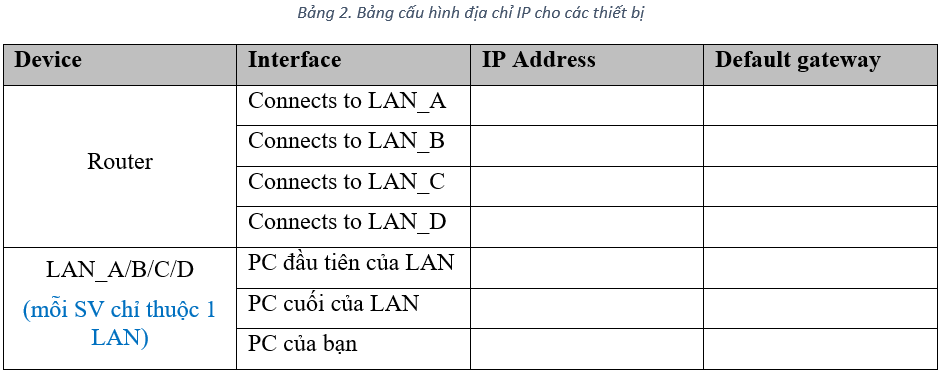 Bảng 2. Bảng cấu hình địa chỉ IP cho các thiết bị
Device Interface IP Address Default gateway
Router
Connects to LAN_A
Connects to LAN_B
Connects to LAN_C
Connects to LAN_D
LAN_A/B/C/D
(mỗi SV chỉ thuộc 1
LAN)
PC đầu tiên của LAN
PC cuối của LAN
PC của bạn